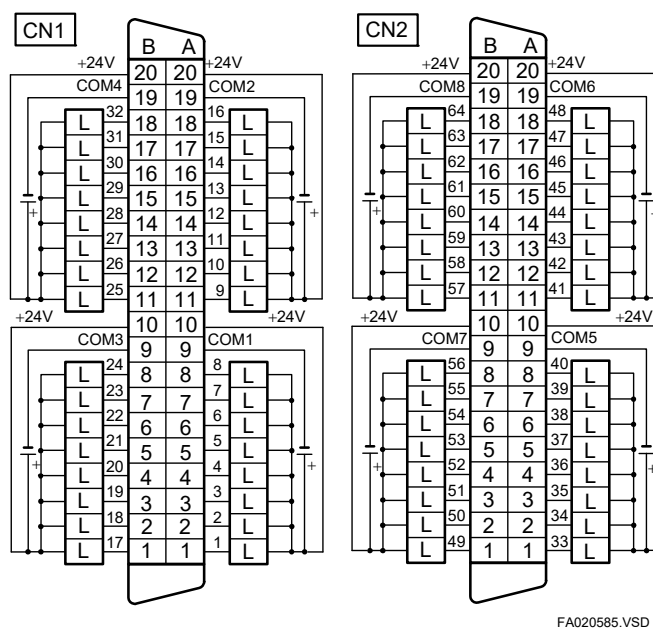 CN1
B A
+24V 20 20 +24V
COM4 19 19 COM2
32 L 18 18 16 L
31 L 17 17 15 L
30 L 16 16 14 L
29 L 15 15 13 L
28 L 14 14 12 L
27 L 13 13 11 L
26 L 12 12 10 L
25 L 11 11 9 L
+ +
+24V 10 10 +24V
COM3 9 9 COM1
24 L 8 8 8 L
23 L 7 7 7 L
22 L 6 6 6 L
21 L 5 5 5 L
20 L 4 4 4 L
19 L 3 3 3 L
18 L 2 2 2 L
17 L 1 1 1 L
+ +
CN2
B A
+24V 20 20 +24V
COM8 19 19 COM6
64 L 18 18 48 L
63 L 17 17 47 L
62 L 16 16 46 L
61 L 15 15 45 L
60 L 14 14 44 L
59 L 13 13 43 L
58 L 12 12 42 L
57 L 11 11 41 L
+ +
+24V 10 10 +24V
COM7 9 9 COM5
56 L 8 8 40 L
55 L 7 7 39 L
54 L 6 6 38 L
53 L 5 5 37 L
52 L 4 4 36 L
51 L 3 3 35 L
50 L 2 2 34 L
49 L 1 1 33 L
+ +
FA020585.VSD